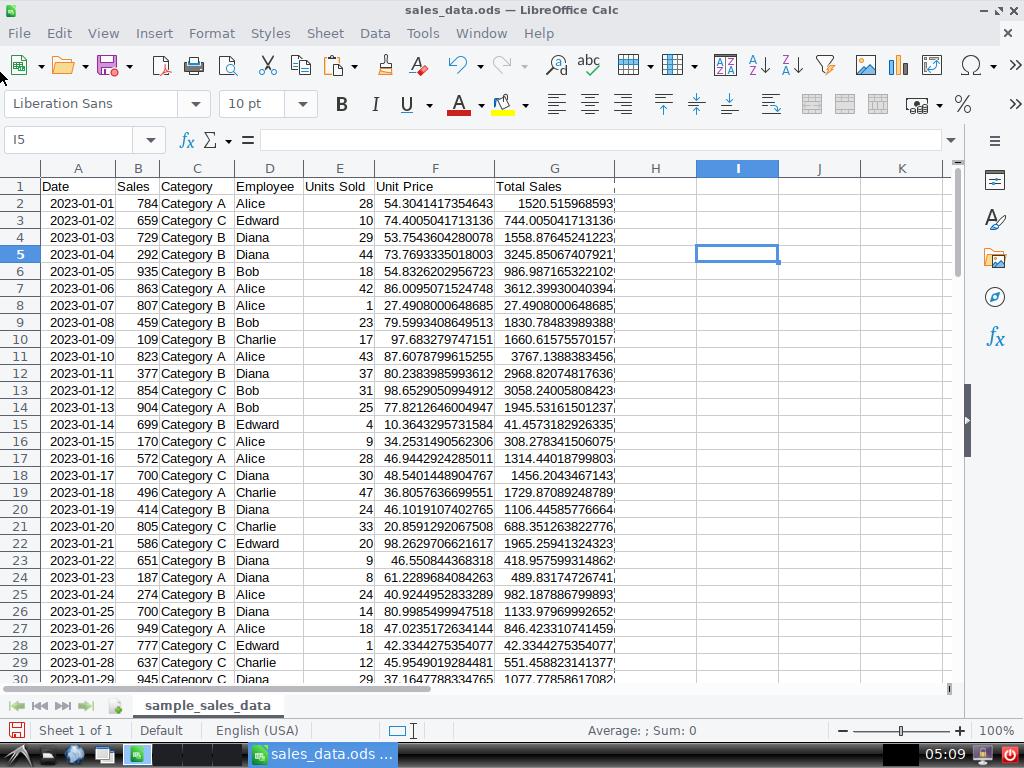 sales_data.ods — LibreOffice Calc
File Edit View Insert Format Styles Sheet Data Tools Window Help
Liberation Sans 10 pt B I U A %
I5 fx Σ =
A B C D E F G H I J K
1 Date Sales Category Employee Units Sold Unit Price Total Sales
2 2023-01-01 784 Category A Alice 28 54.3041417354643 1520.515968593
3 2023-01-02 659 Category C Edward 10 74.4005041713136 744.005041713136
4 2023-01-03 729 Category B Diana 29 53.7543604280078 1558.87645241223
5 2023-01-04 292 Category B Diana 44 73.7693335018003 3245.85067407921
6 2023-01-05 935 Category B Bob 18 54.8326202956723 986.987165322102
7 2023-01-06 863 Category A Alice 42 86.0095071524748 3612.39930040394
8 2023-01-07 807 Category B Alice 1 27.4908000648685 27.4908000648685
9 2023-01-08 459 Category B Bob 23 79.5993408649513 1830.78483989388
10 2023-01-09 109 Category B Charlie 17 97.683279747151 1660.61575570157
11 2023-01-10 823 Category A Alice 43 87.6078799615255 3767.1388383456
12 2023-01-11 377 Category B Diana 37 80.2383985993612 2968.82074817636
13 2023-01-12 854 Category C Bob 31 98.6529050994912 3058.24005808423
14 2023-01-13 904 Category A Bob 25 77.8212646004947 1945.53161501237
15 2023-01-14 699 Category B Edward 4 10.3643295731584 41.4573182926335
16 2023-01-15 170 Category C Alice 9 34.2531490562306 308.278341506075
17 2023-01-16 572 Category A Alice 28 46.9442924285011 1314.44018799803
18 2023-01-17 700 Category C Diana 30 48.5401448904767 1456.2043467143
19 2023-01-18 496 Category A Charlie 47 36.8057636699551 1729.87089248789
20 2023-01-19 414 Category B Diana 24 46.1019107402765 1106.44585776664
21 2023-01-20 805 Category C Charlie 33 20.8591292067508 688.351263822776
22 2023-01-21 586 Category C Edward 20 98.2629706621617 1965.25941324323
23 2023-01-22 651 Category B Diana 9 46.550844368318 418.957599314862
24 2023-01-23 187 Category A Diana 8 61.2289684084263 489.83174726741
25 2023-01-24 274 Category B Alice 24 40.9244952833289 982.187886799893
26 2023-01-25 700 Category B Diana 14 80.9985499947518 1133.97969992652
27 2023-01-26 949 Category A Alice 18 47.0235172634144 846.423310741459
28 2023-01-27 777 Category C Edward 1 42.3344275354077 42.3344275354077
29 2023-01-28 637 Category C Charlie 12 45.9549019284481 551.458823141377
30 2023-01-29 945 Category C Diana 29 37.1647788334765 1077.77858617082
sample_sales_data
Sheet 1 of 1 Default English (USA) Average: ; Sum: 0 100%
sales_data.ods ... 05:09